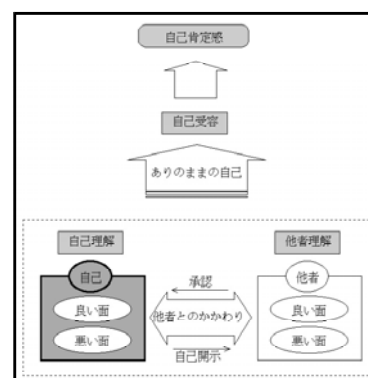 自己肯定感
自己受容
ありのままの自己
自己理解
他者理解
自己
承認
他者
良い面
他者とのかかわり
良い面
悪い面
悪い面
自己開示